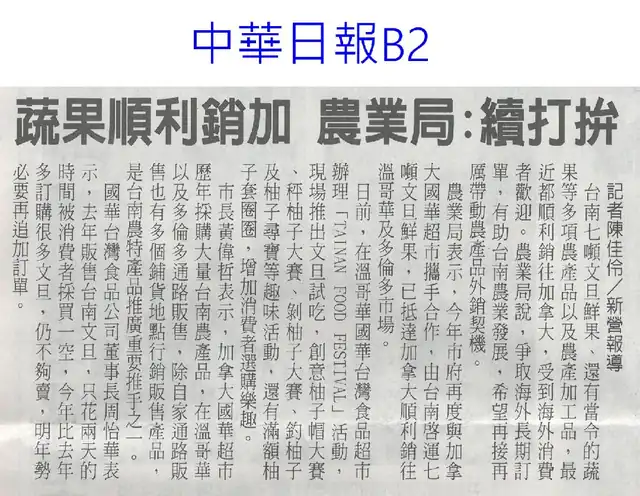 中華日報B2
蔬果順利銷加 農業局:續打拚
記者陳佳伶╱新營報導
台南七噸文旦鮮果、還有當令的蔬
果等多項農產品以及農產加工品,最
近都順利銷往加拿大,受到海外消費
者歡迎。農業局說,爭取海外長期訂
單,有助台南農業發展,希望再接再
厲帶動農產品外銷契機。
農業局表示,今年市府再度與加拿
大國華超市攜手合作,由台南啓運七
噸文旦鮮果,已抵達加拿大順利銷往
溫哥華及多倫多市場。
日前,在溫哥華國華台灣食品超市
辦理「TAINAN FOOD FESTIVAL」活動,
現場推出文旦試吃,創意柚子帽大賽
、秤柚子大賽、剝柚子大賽、釣柚子
及柚子尋寶等趣味活動,還有滿額柚
子套圈圈,增加消費者選購樂趣。
市長黃偉哲表示,加拿大國華超市
歷年採購大量台南農產品,在溫哥華
以及多倫多通路販售,除自家通路販
售也有多個鋪貨地點行銷販售產品,
是台南農特產品推廣重要推手之一。
國華台灣食品公司董事長周怡華表
示,去年販售台南文旦,只花兩天的
時間被消費者採買一空,今年比去年
多訂購很多文旦,仍不夠賣,明年勢
必要再追加訂單。